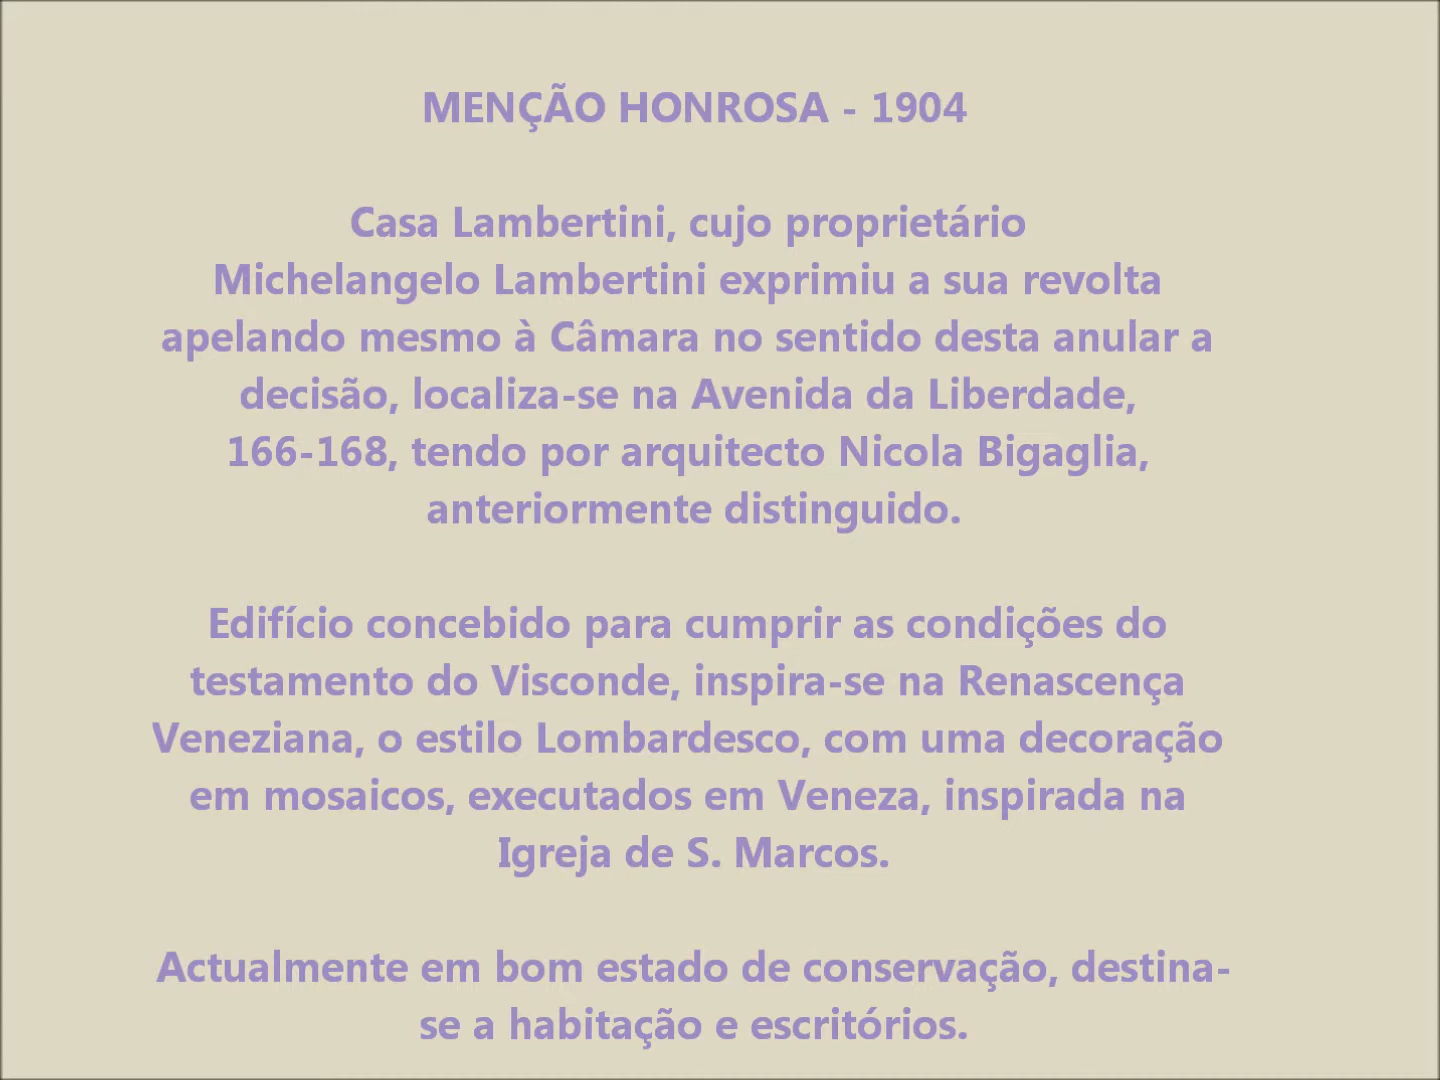 MENÇÃO HONROSA - 1904
Casa Lambertini, cujo proprietário
Michelangelo Lambertini exprimiu a sua revolta
apelando mesmo à Câmara no sentido desta anular a
decisão, localiza-se na Avenida da Liberdade,
166-168, tendo por arquitecto Nicola Bigaglia,
anteriormente distinguido.
Edifício concebido para cumprir as condições do
testamento do Visconde, inspira-se na Renascença
Veneziana, o estilo Lombardesco, com uma decoração
em mosaicos, executados em Veneza, inspirada na
Igreja de S. Marcos.
Actualmente em bom estado de conservação, destina-
se a habitação e escritórios.